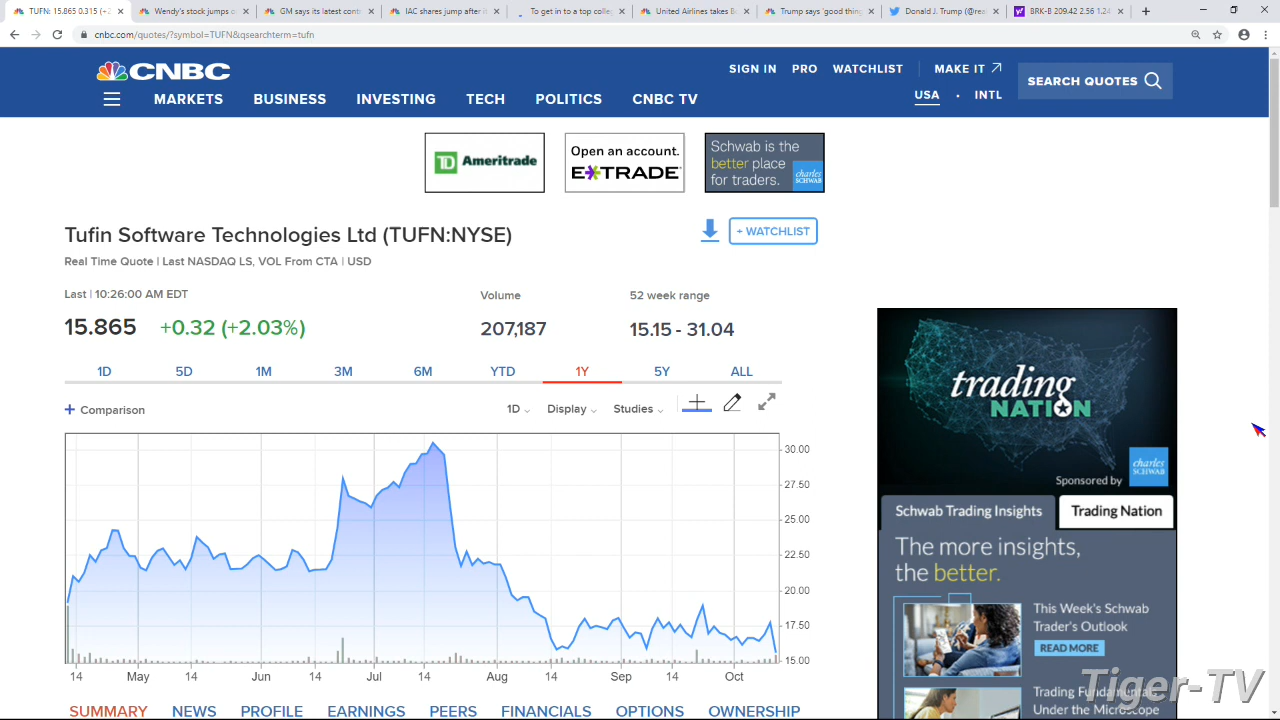 TUFN: 15.865 0.315 (+2
Wendy's stock jumps o
GM says its latest contr
IAC shares jump after it
To get in to a top colleg
United Airlines takes Bo
Trump says 'good thing
Donald J. Trump (@real
BRK-B 209.42 2.56 1.24
cnbc.com/quotes/?symbol=TUFN&qsearchterm=tufn
CNBC
SIGN IN PRO WATCHLIST MAKE IT
SEARCH QUOTES
USA • INTL
MARKETS BUSINESS INVESTING TECH POLITICS CNBC TV
TD Ameritrade
Open an account.
E*TRADE
Schwab is the
better place
for traders.
charles
SCHWAB
Tufin Software Technologies Ltd (TUFN:NYSE)
+ WATCHLIST
Real Time Quote | Last NASDAQ LS, VOL From CTA | USD
Last | 10:26:00 AM EDT Volume 52 week range
15.865 +0.32 (+2.03%) 207,187 15.15 - 31.04
1D 5D 1M 3M 6M YTD 1Y 5Y ALL
+ Comparison 1D Display Studies
30.00
27.50
25.00
22.50
20.00
17.50
15.00
14 May 14 Jun 14 Jul 14 Aug 14 Sep 14 Oct
SUMMARY NEWS PROFILE EARNINGS PEERS FINANCIALS OPTIONS OWNERSHIP
trading
NATION
Sponsored by
charles
SCHWAB
Schwab Trading Insights Trading Nation
The more insights,
the better.
This Week's Schwab
Trader's Outlook
READ MORE
Trading Fundamentals
Under the Microscope
Tiger-TV